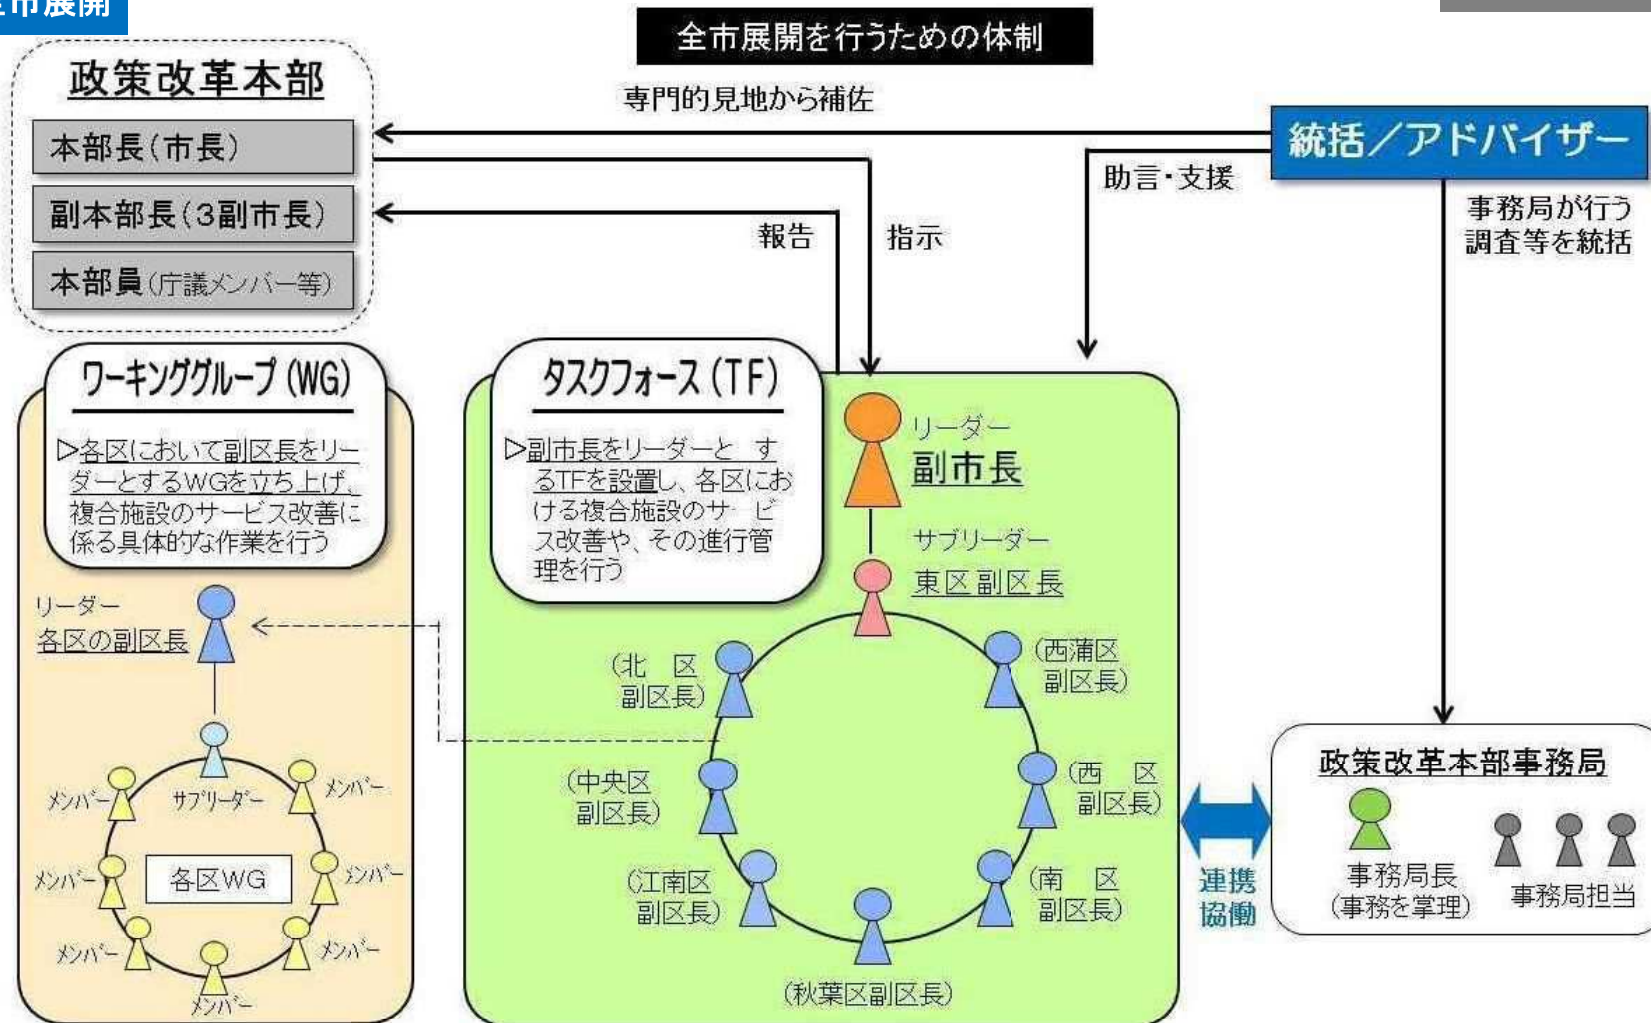 市展開
全市展開を行うための体制
政策改革本部
本部長(市長)
副本部長(3副市長)
本部員(庁議メンバー等)
専門的見地から補佐
統括／アドバイザー
助言・支援
報告
指示
事務局が行う
調査等を統括
ワーキンググループ(WG)
▷各区において副区長をリー
ダーとするWGを立ち上げ、
複合施設のサービス改善に
係る具体的な作業を行う
リーダー
各区の副区長
サブリーダー
メンバー
メンバー
メンバー
メンバー
メンバー
メンバー
メンバー
各区WG
タスクフォース(TF)
▷副市長をリーダーと す
るTFを設置し、各区にお
ける複合施設のサービ
ス改善や、その進行管
理を行う
リーダー
副市長
サブリーダー
東区副区長
(北 区
副区長)
(西蒲区
副区長)
(中央区
副区長)
(西 区
副区長)
(江南区
副区長)
(南 区
副区長)
(秋葉区副区長)
連携
協働
政策改革本部事務局
事務局長
(事務を掌理)
事務局担当